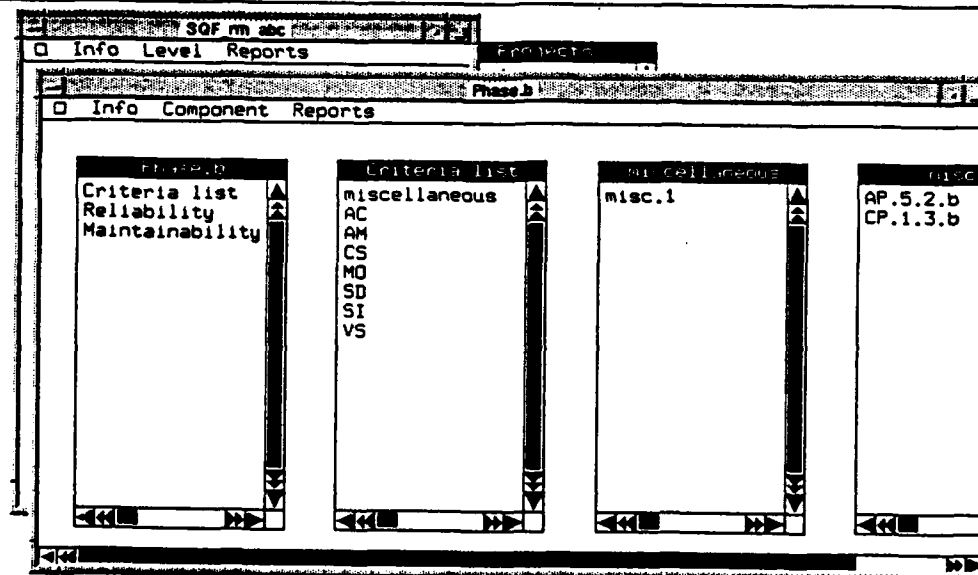 SQF rm abc
Info Level Reports
Projects
Phase.b
Info Component Reports
Phase.b
Criteria list
Reliability
Maintainability
Criteria list
miscellaneous
AC
AM
CS
MO
SD
SI
VS
miscellaneous
misc.1
misc
AP.5.2.b
CP.1.3.b